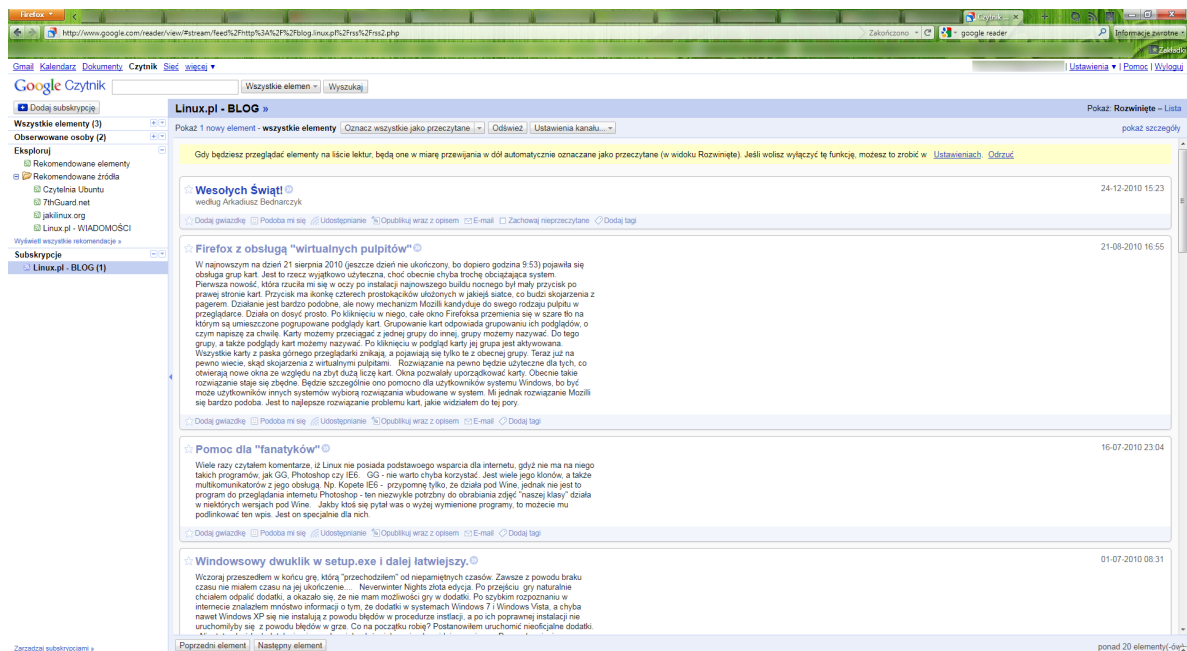 Firefox
Czytnik...
http://www.google.com/reader/view/#stream/feed%2Fhttp%3A%2F%2Fblog.linux.pl%2Frss%2Frss2.php
Zakończono
google reader
Informacje zwrotne
Zakładki
Gmail Kalendarz Dokumenty Czytnik Sieć więcej ▼
| Ustawienia ▼ | Pomoc | Wyloguj
Google Czytnik
Wszystkie elemen
Wyszukaj
Dodaj subskrypcję
Wszystkie elementy (3)
Obserwowane osoby (2)
Eksploruj
Rekomendowane elementy
Rekomendowane źródła
Czytelnia Ubuntu
7thGuard.net
jakilinux.org
Linux.pl - WIADOMOŚCI
Wyświetl wszystkie rekomendacje »
Subskrypcje
Linux.pl - BLOG (1)
Zarządzaj subskrypcjami »
Linux.pl - BLOG »
Pokaż: Rozwinięte – Lista
Pokaż 1 nowy element - wszystkie elementy Oznacz wszystkie jako przeczytane Odśwież Ustawienia kanału...
pokaż szczegóły
Gdy będziesz przeglądać elementy na liście lektur, będą one w miarę przewijania w dół automatycznie oznaczane jako przeczytane (w widoku Rozwinięte). Jeśli wolisz wyłączyć tę funkcję, możesz to zrobić w Ustawieniach. Odrzuć
Wesołych Świąt!
24-12-2010 15:23
według Arkadiusz Bednarczyk
Dodaj gwiazdkę Podoba mi się Udostępnianie Opublikuj wraz z opisem E-mail Zachowaj nieprzeczytane Dodaj tagi
Firefox z obsługą "wirtualnych pulpitów"
21-08-2010 16:55
W najnowszym na dzień 21 sierpnia 2010 (jeszcze dzień nie ukończony, bo dopiero godzina 9:53) pojawiła się
obsługa grup kart. Jest to rzecz wyjątkowo użyteczna, choć obecnie chyba trochę obciążająca system.
Pierwsza nowość, która rzuciła mi się w oczy po instalacji najnowszego buildu nocnego był mały przycisk po
prawej stronie kart. Przycisk ma ikonkę czterech prostokącików ułożonych w jakiejś siatce, co budzi skojarzenia z
pagerem. Działanie jest bardzo podobne, ale nowy mechanizm Mozilli kandyduje do swego rodzaju pulpitu w
przeglądarce. Działa on dosyć prosto. Po kliknięciu w niego, całe okno Firefoksa przemienia się w szare tło na
którym są umieszczone pogrupowane podglądy kart. Grupowanie kart odpowiada grupowaniu ich podglądów, o
czym napiszę za chwilę. Karty możemy przeciągać z jednej grupy do innej, grupy możemy nazywać. Do tego
grupy, a także podglądy kart możemy nazywać. Po kliknięciu w podgląd karty jej grupa jest aktywowana.
Wszystkie karty z paska górnego przeglądarki znikają, a pojawiają się tylko te z obecnej grupy. Teraz już na
pewno wiecie, skąd skojarzenia z wirtualnymi pulpitami. Rozwiązanie na pewno będzie użyteczne dla tych, co
otwierają nowe okna ze względu na zbyt dużą liczę kart. Okna pozwalały uporządkować karty. Obecnie takie
rozwiązanie staje się zbędne. Będzie szczególnie ono pomocno dla użytkowników systemu Windows, bo być
może użytkowników innych systemów wybiorą rozwiązania wbudowane w system. Mi jednak rozwiązanie Mozilli
się bardzo podoba. Jest to najlepsze rozwiązanie problemu kart, jakie widziałem do tej pory.
Dodaj gwiazdkę Podoba mi się Udostępnianie Opublikuj wraz z opisem E-mail Dodaj tagi
Pomoc dla "fanatyków"
16-07-2010 23:04
Wiele razy czytałem komentarze, iż Linux nie posiada podstawoego wsparcia dla internetu, gdyż nie ma na niego
takich programów, jak GG, Photoshop czy IE6. GG - nie warto chyba korzystać. Jest wiele jego klonów, a także
multikomunikatorów z jego obsługą. Np. Kopete IE6 - przypomnę tylko, że działa pod Wine, jednak nie jest to
program do przeglądania internetu Photoshop - ten niezwykle potrzbny do obrabiania zdjęć "naszej klasy" działa
w niektórych wersjach pod Wine. Jakby ktoś się pytał was o wyżej wymienione programy, to możecie mu
podlinkować ten wpis. Jest on specjalnie dla nich.
Dodaj gwiazdkę Podoba mi się Udostępnianie Opublikuj wraz z opisem E-mail Dodaj tagi
Windowsowy dwuklik w setup.exe i dalej łatwiejszy.
01-07-2010 08:31
Wczoraj przeszedłem w końcu grę, którą "przechodziłem" od niepamiętnych czasów. Zawsze z powodu braku
czasu nie miałem czasu na jej ukończenie.... Neverwinter Nights złota edycja. Po przejściu gry naturalnie
chciałem odpalić dodatki, a okazało się, że nie mam możliwości gry w dodatki. Po szybkim rozpoznaniu w
internecie znalazłem mnóstwo informacji o tym, że dodatki w systemach Windows 7 i Windows Vista, a chyba
nawet Windows XP się nie instalują z powodu błędów w procedurze instlacji, a po ich poprawnej instalacji nie
uruchomilyby się z powodu błędów w grze. Co na początku robię? Postanowiłem uruchomić nieoficjalne dodatki.
Poprzedni element Następny element
ponad 20 elementy(-ów)